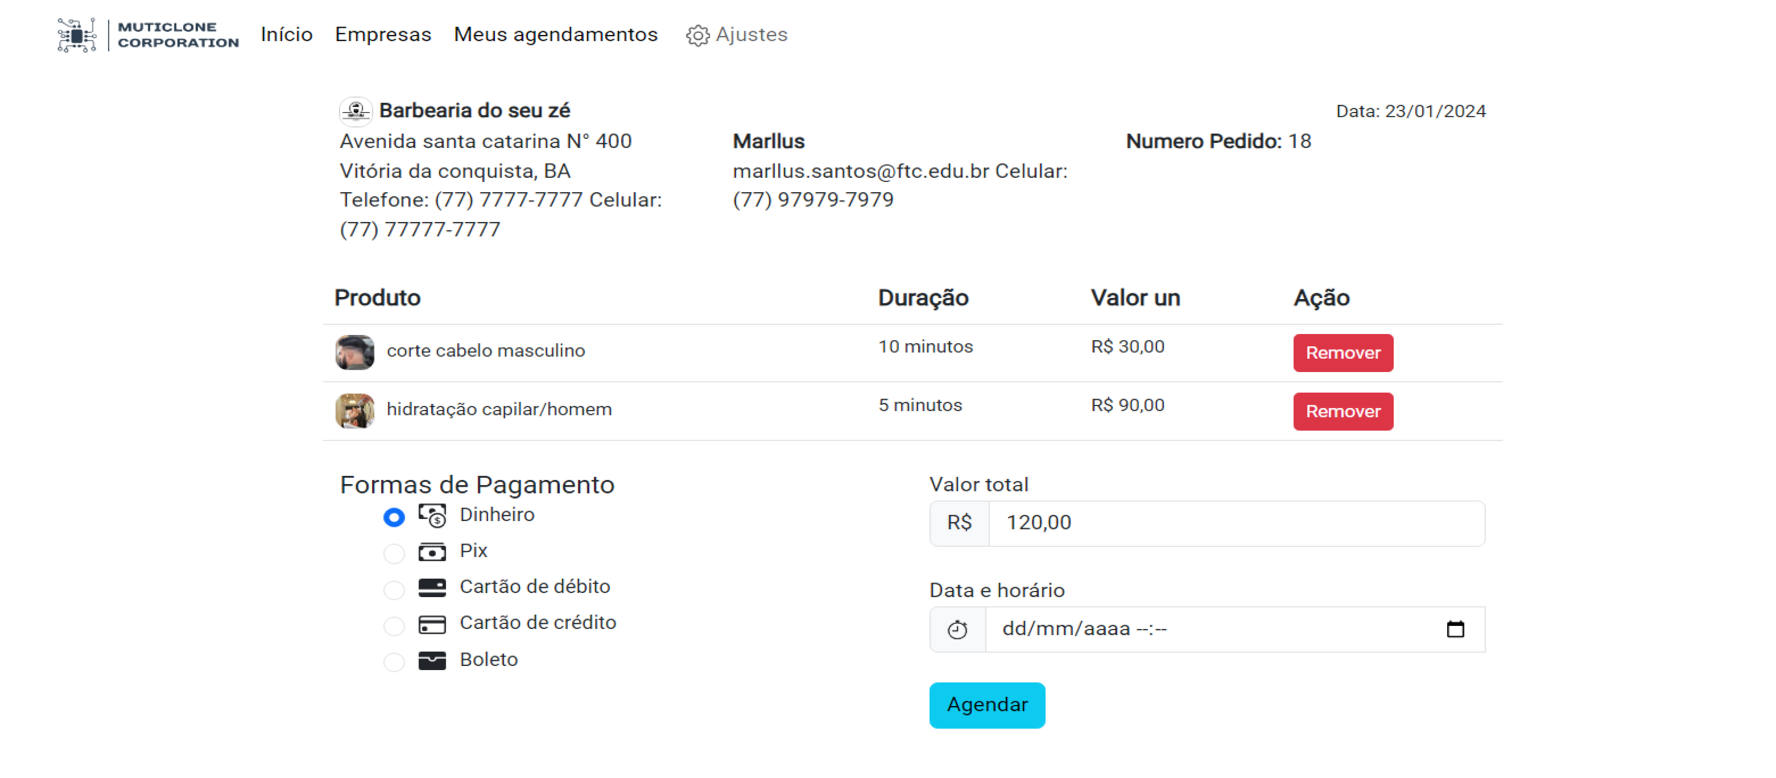 MUTICLONE
CORPORATION
Início Empresas Meus agendamentos Ajustes
Barbearia do seu zé
Data: 23/01/2024
Avenida santa catarina N° 400
Vitória da conquista, BA
Telefone: (77) 7777-7777 Celular:
(77) 77777-7777
Marllus
marllus.santos@ftc.edu.br Celular:
(77) 97979-7979
Numero Pedido: 18
Produto Duração Valor un Ação
corte cabelo masculino 10 minutos R$ 30,00 Remover
hidratação capilar/homem 5 minutos R$ 90,00 Remover
Formas de Pagamento
Dinheiro
Pix
Cartão de débito
Cartão de crédito
Boleto
Valor total
R$ 120,00
Data e horário
dd/mm/aaaa --:--
Agendar